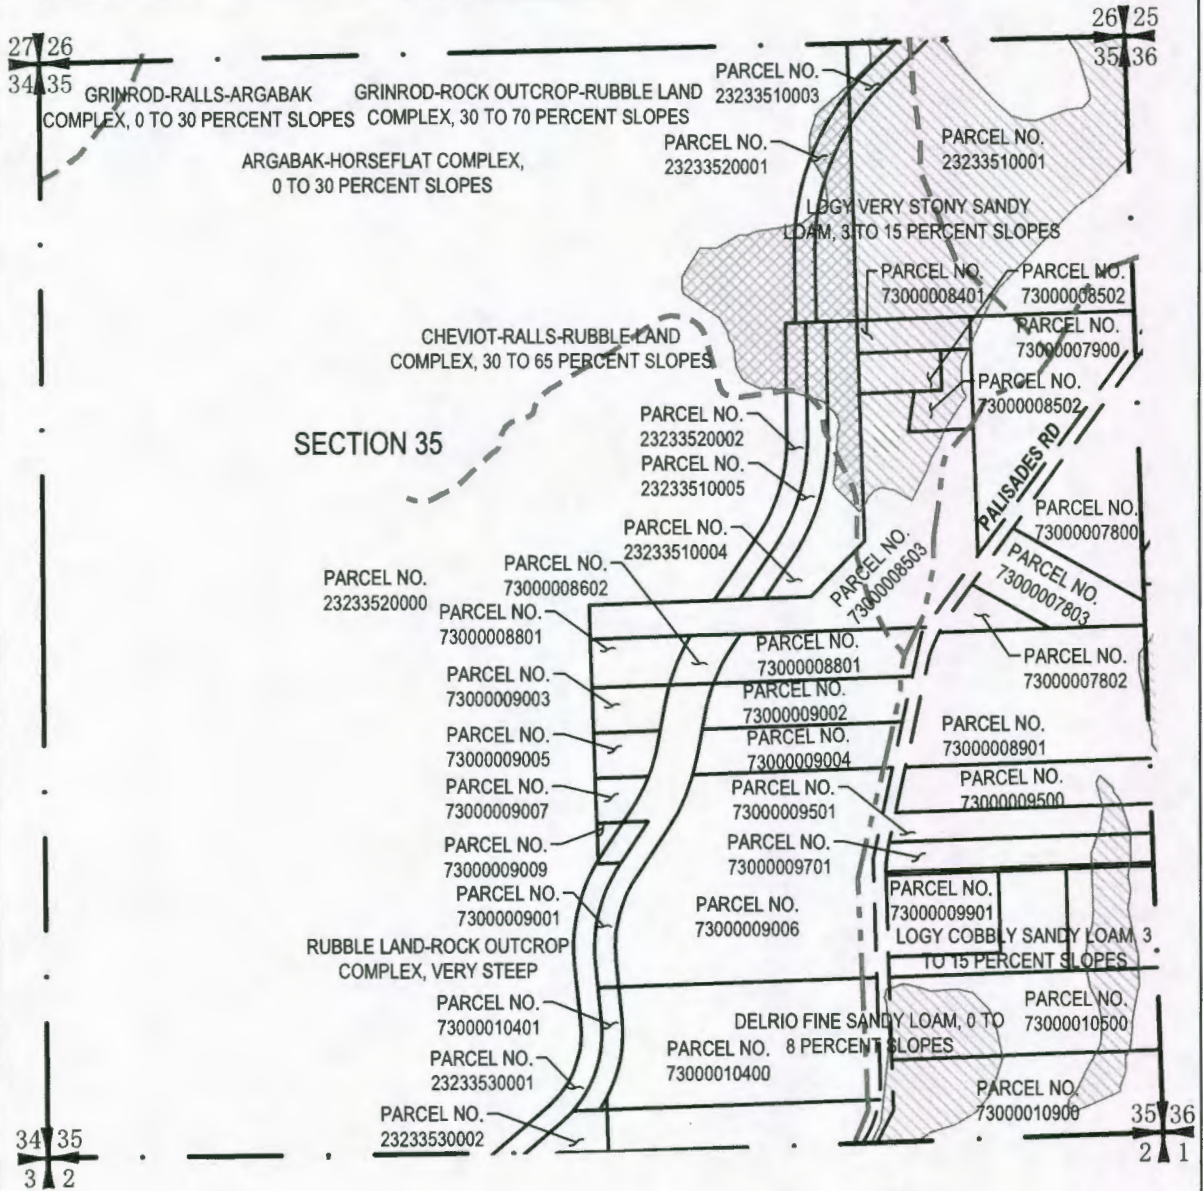 27 26
34 35
26 25
35 36
GRINROD-RALLS-ARGABAK
COMPLEX, 0 TO 30 PERCENT SLOPES
GRINROD-ROCK OUTCROP-RUBBLE LAND
COMPLEX, 30 TO 70 PERCENT SLOPES
ARGABAK-HORSEFLAT COMPLEX,
0 TO 30 PERCENT SLOPES
PARCEL NO.
23233510003
PARCEL NO.
23233520001
PARCEL NO.
23233510001
LOGY VERY STONY SANDY
LOAM, 3 TO 15 PERCENT SLOPES
PARCEL NO.
73000008401
PARCEL NO.
73000008502
PARCEL NO.
73000007900
PARCEL NO.
73000008502
CHEVIOT-RALLS-RUBBLE LAND
COMPLEX, 30 TO 65 PERCENT SLOPES
SECTION 35
PARCEL NO.
23233520002
PARCEL NO.
23233510005
PARCEL NO.
23233510004
PALISADES RD
PARCEL NO.
73000007800
PARCEL NO.
73000007803
PARCEL NO.
73000008503
PARCEL NO.
73000008602
PARCEL NO.
23233520000
PARCEL NO.
73000008801
PARCEL NO.
73000008801
PARCEL NO.
73000007802
PARCEL NO.
73000009003
PARCEL NO.
73000009002
PARCEL NO.
73000009005
PARCEL NO.
73000009004
PARCEL NO.
73000008901
PARCEL NO.
73000009007
PARCEL NO.
73000009501
PARCEL NO.
73000009500
PARCEL NO.
73000009009
PARCEL NO.
73000009701
PARCEL NO.
73000009001
PARCEL NO.
73000009006
PARCEL NO.
73000009901
RUBBLE LAND-ROCK OUTCROP
COMPLEX, VERY STEEP
LOGY COBBLY SANDY LOAM, 3
TO 15 PERCENT SLOPES
PARCEL NO.
73000010401
DELRIO FINE SANDY LOAM, 0 TO
8 PERCENT SLOPES
PARCEL NO.
73000010500
PARCEL NO.
23233530001
PARCEL NO.
73000010400
PARCEL NO.
73000010900
PARCEL NO.
23233530002
34 35
3 2
35 36
2 1